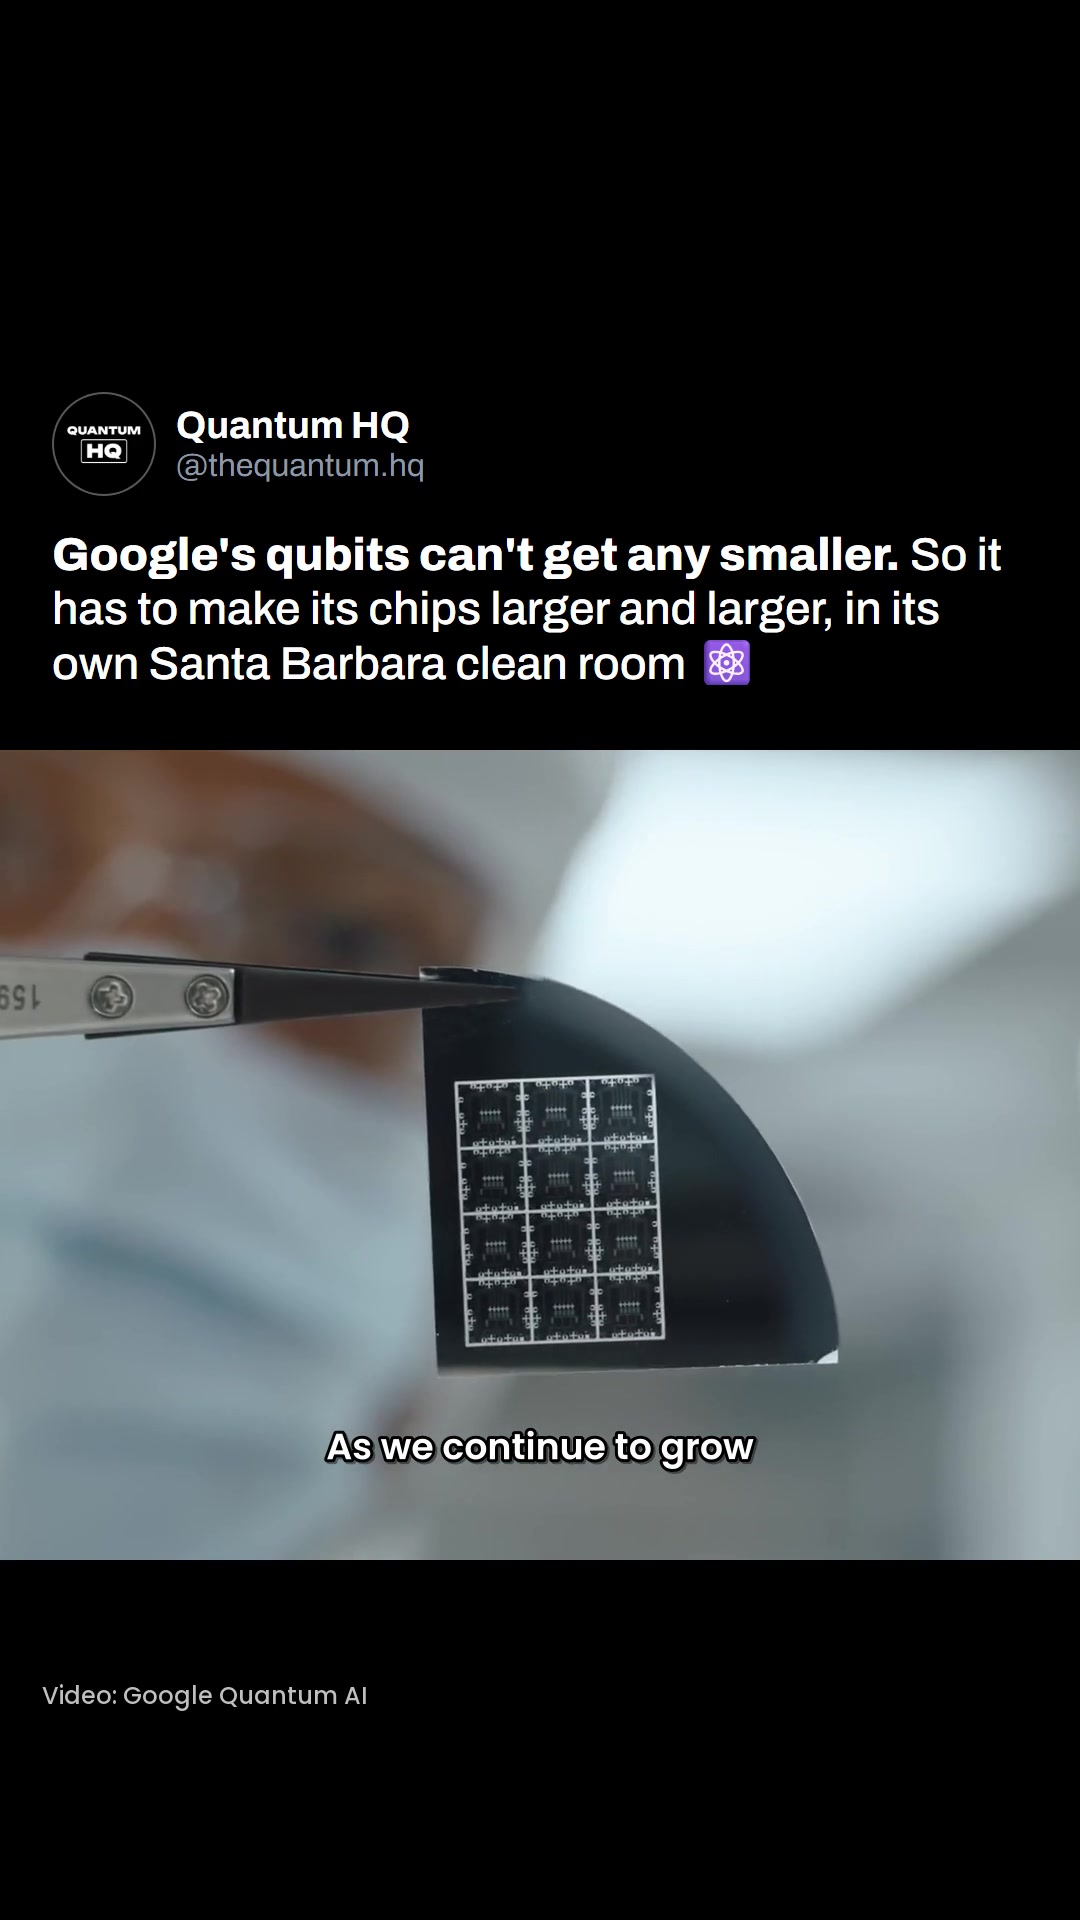 QUANTUM
HQ
Quantum HQ
@thequantum.hq
Google's qubits can't get any smaller. So it
has to make its chips larger and larger, in its
own Santa Barbara clean room ⚛️
159
As we continue to grow
Video: Google Quantum AI